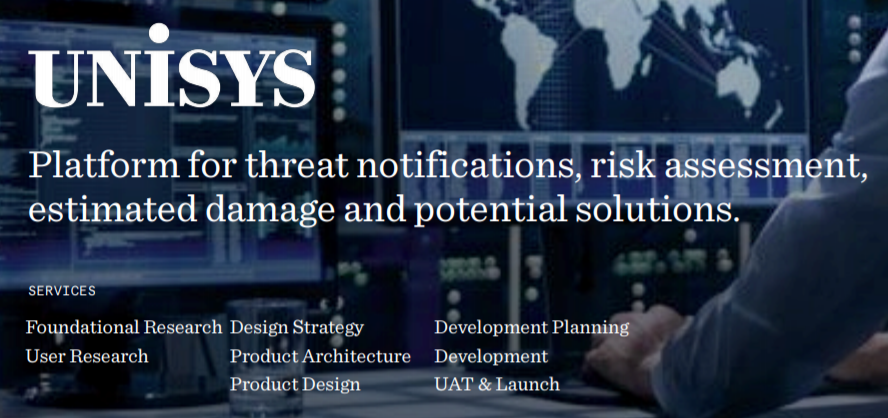 UNiSYS
Platform for threat notifications, risk assessment,
estimated damage and potential solutions.
SERVICES
Foundational Research
User Research
Design Strategy
Product Architecture
Product Design
Development Planning
Development
UAT & Launch